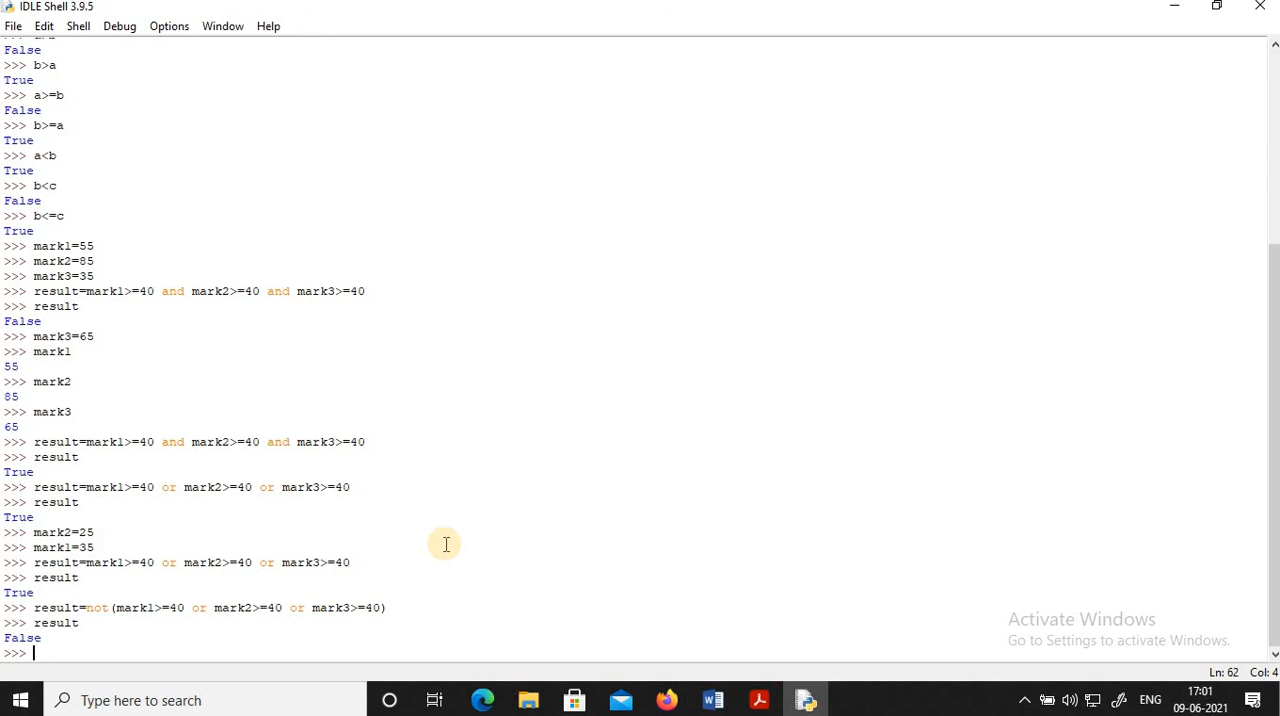 IDLE Shell 3.9.5
File Edit Shell Debug Options Window Help
False
>>> b>a
True
>>> a>=b
False
>>> b>=a
True
>>> a<b
True
>>> b<c
False
>>> b<=c
True
>>> mark1=55
>>> mark2=85
>>> mark3=35
>>> result=mark1>=40 and mark2>=40 and mark3>=40
>>> result
False
>>> mark3=65
>>> mark1
55
>>> mark2
85
>>> mark3
65
>>> result=mark1>=40 and mark2>=40 and mark3>=40
>>> result
True
>>> result=mark1>=40 or mark2>=40 or mark3>=40
>>> result
True
>>> mark2=25
>>> mark1=35
>>> result=mark1>=40 or mark2>=40 or mark3>=40
>>> result
True
>>> result=not(mark1>=40 or mark2>=40 or mark3>=40)
>>> result
False
>>>
Activate Windows
Go to Settings to activate Windows.
Ln: 62 Col: 4
Type here to search
ENG
17:01
09-06-2021